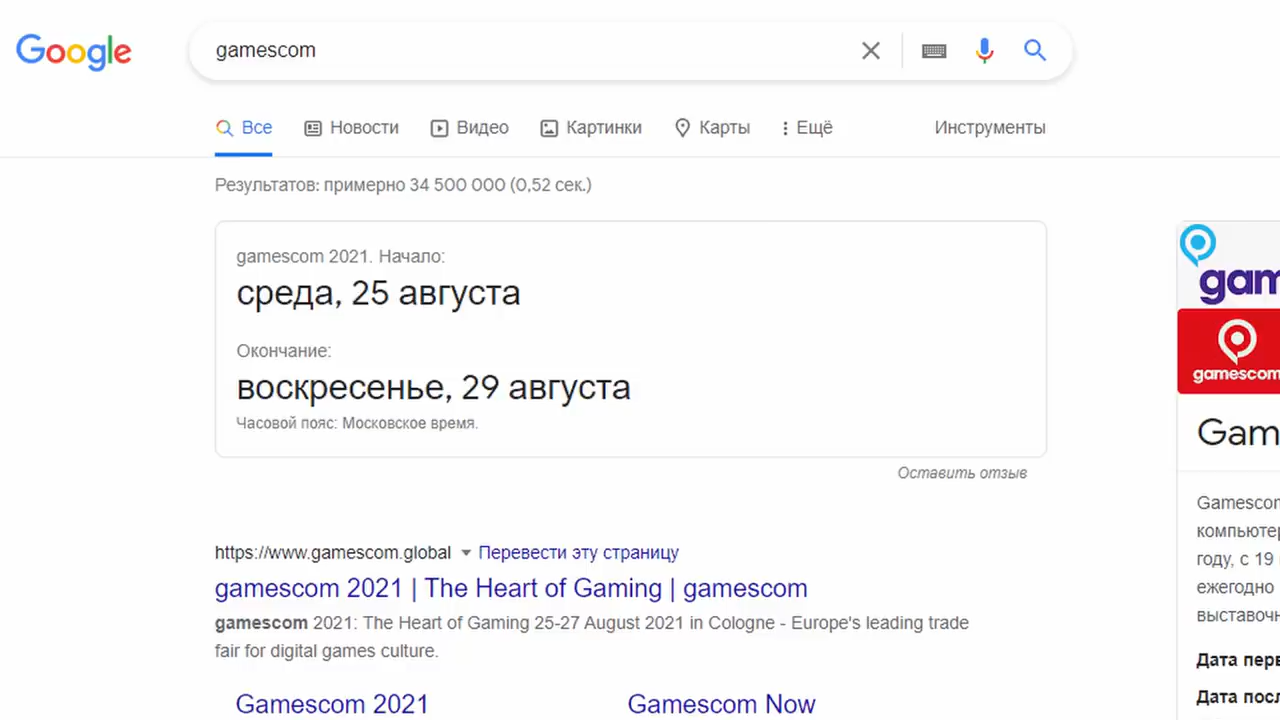 Google
gamescom
Все Новости Видео Картинки Карты Ещё Инструменты
Результатов: примерно 34 500 000 (0,52 сек.)
gamescom 2021. Начало:
среда, 25 августа
Окончание:
воскресенье, 29 августа
Часовой пояс: Московское время.
Оставить отзыв
https://www.gamescom.global Перевести эту страницу
gamescom 2021 | The Heart of Gaming | gamescom
gamescom 2021: The Heart of Gaming 25-27 August 2021 in Cologne - Europe's leading trade
fair for digital games culture.
Gamescom 2021 Gamescom Now
gam
gamescom
Gam
Gamescom
компьютер
году, с 19
ежегодно
выставочн
Дата перв
Дата посл